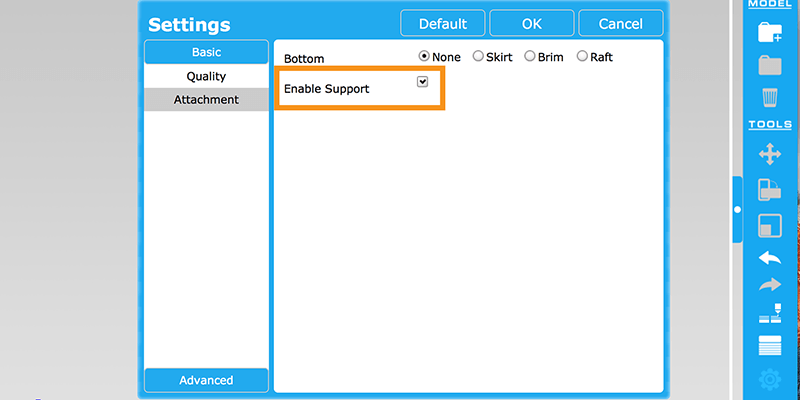 MODEL
Settings Default OK Cancel
Basic
Bottom None Skirt Brim Raft
Quality
Enable Support
Attachment
TOOLS
Advanced